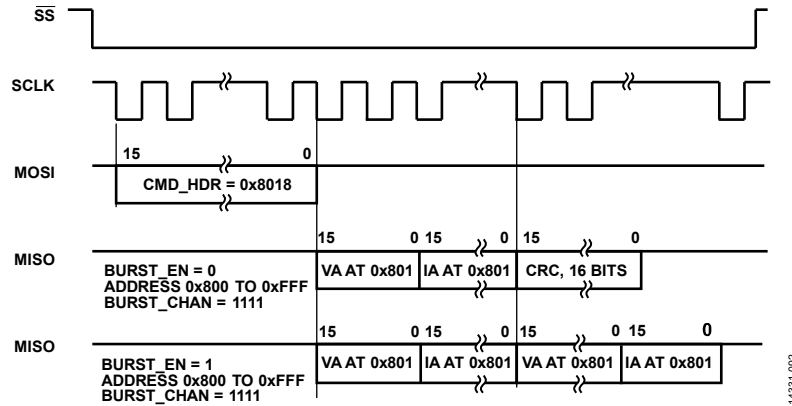 SS
SCLK
15 0
MOSI
CMD_HDR = 0x8018
15 0 15 0 15 0
MISO
BURST_EN = 0
ADDRESS 0x800 TO 0xFFF
BURST_CHAN = 1111
VA AT 0x801 IA AT 0x801 CRC, 16 BITS
15 0 15 0 15 0 15 0
MISO
BURST_EN = 1
ADDRESS 0x800 TO 0xFFF
BURST_CHAN = 1111
VA AT 0x801 IA AT 0x801 VA AT 0x801 IA AT 0x801